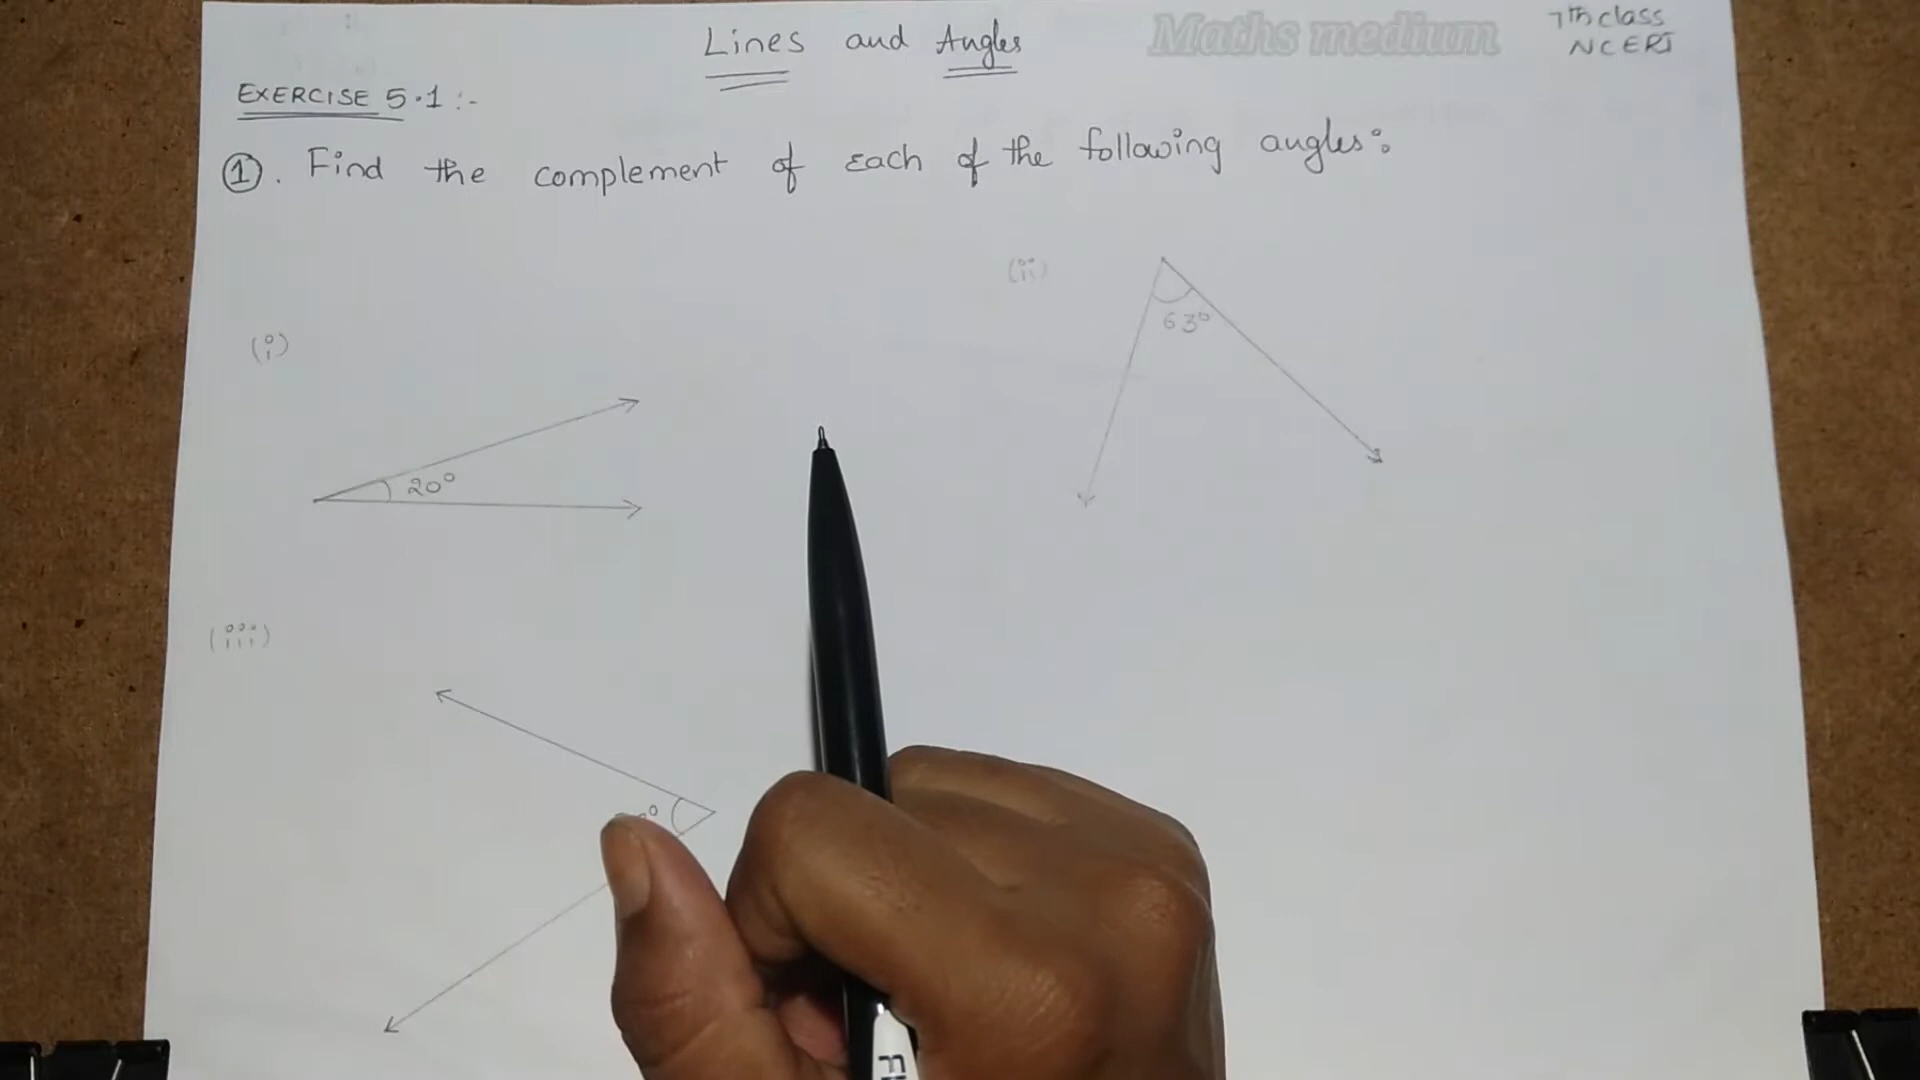 Lines and Angles
Maths medium
7th class
NCERT
EXERCISE 5.1:-
①. Find the complement of Each of the following angles:
(i)
20°
(ii)
63°
(iii)